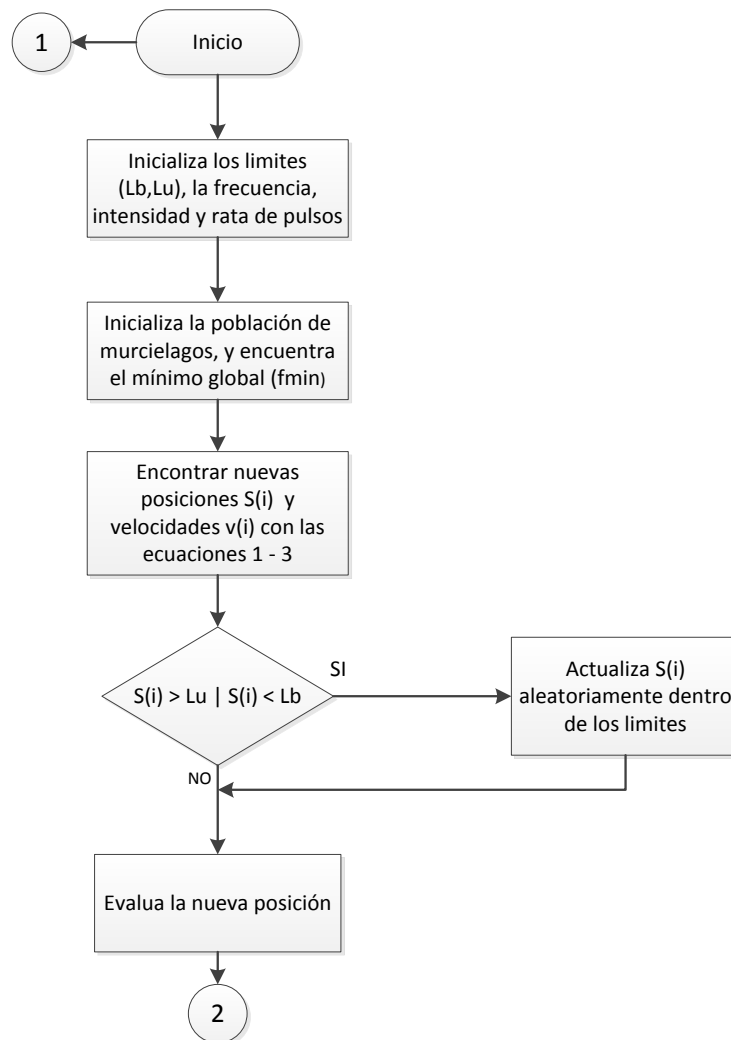 1
Inicio
Inicializa los limites
(Lb,Lu), la frecuencia,
intensidad y rata de pulsos
Inicializa la población de
murcielagos, y encuentra
el mínimo global (fmin)
Encontrar nuevas
posiciones S(i) y
velocidades v(i) con las
ecuaciones 1 - 3
S(i) > Lu | S(i) < Lb
SI
Actualiza S(i)
aleatoriamente dentro
de los limites
NO
Evalua la nueva posición
2